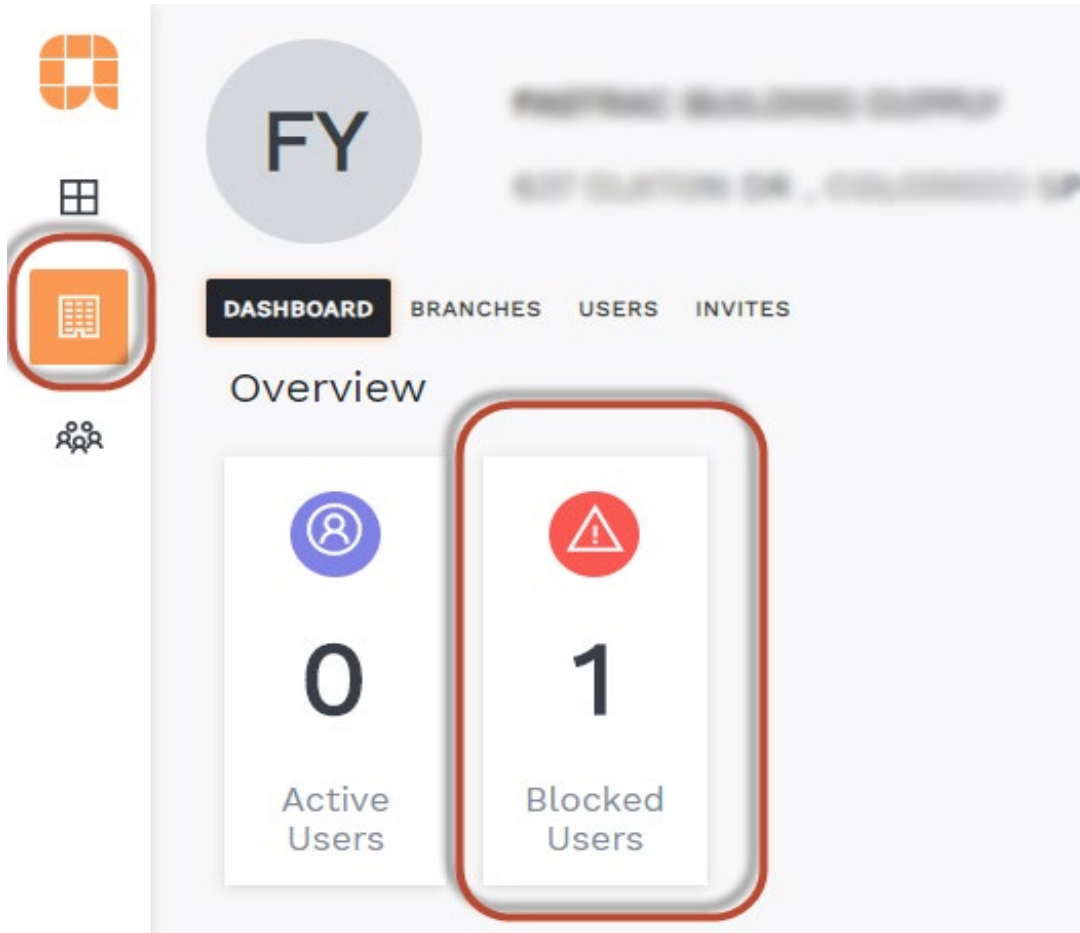 FY
DASHBOARD BRANCHES USERS INVITES
Overview
0
Active
Users
1
Blocked
Users